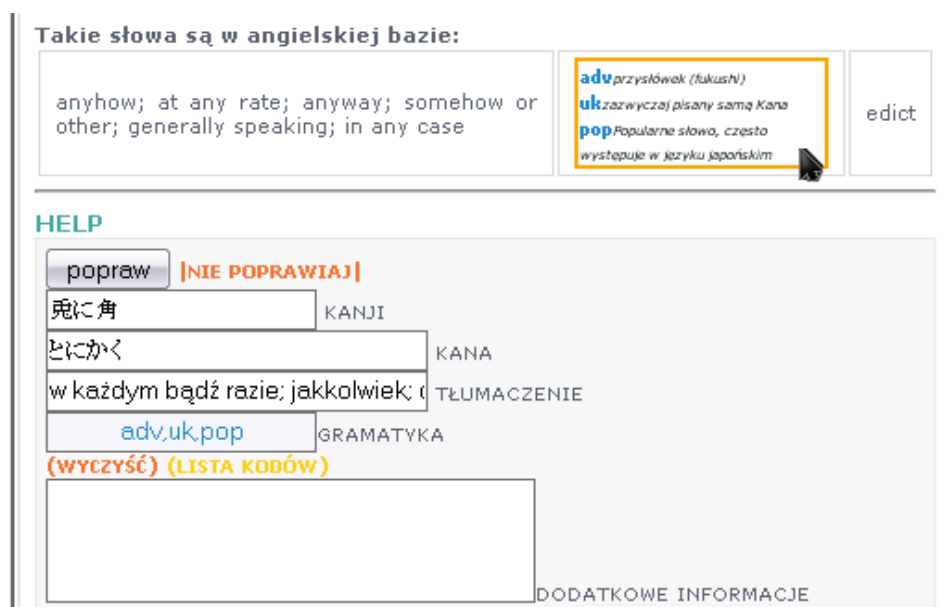 Takie słowa są w angielskiej bazie:
anyhow; at any rate; anyway; somehow or
other; generally speaking; in any case
adv przysłówek (fukushi)
uk zazwyczaj pisany samą Kana
pop Popularne słowo, często
występuje w języku japońskim
edict
HELP
popraw |NIE POPRAWIAJ|
兎に角 KANJI
とにかく KANA
w każdym bądź razie; jakkolwiek; TŁUMACZENIE
adv,uk,pop GRAMATYKA
(WYCZYŚĆ) (LISTA KODÓW)
DODATKOWE INFORMACJE